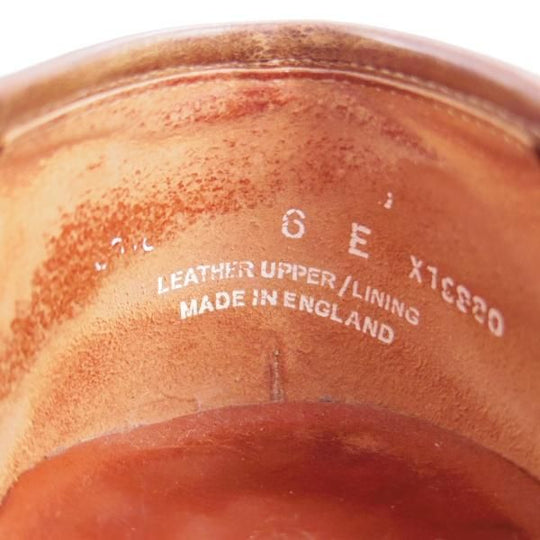 6 E
LEATHER UPPER/LINING
MADE IN ENGLAND